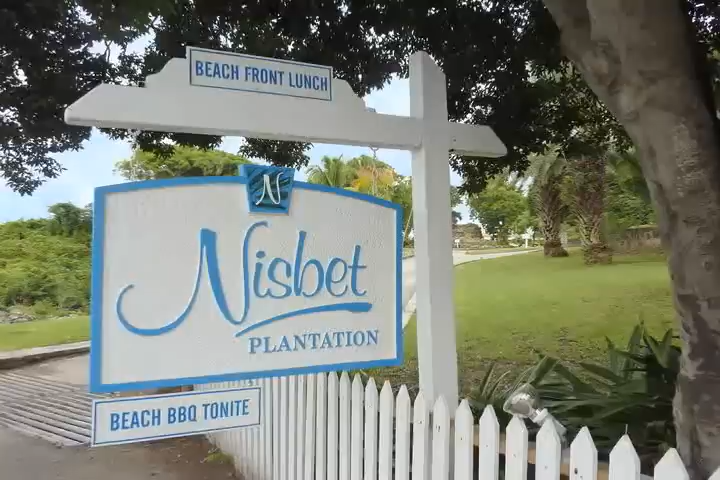 BEACH FRONT LUNCH
N
Nisbet
PLANTATION
BEACH BBQ TONITE